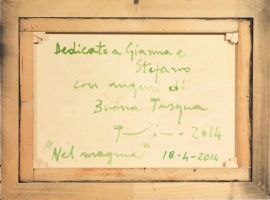 Dedicato a Gianna e
Stefano
con auguri di
Buona Pasqua
2014
"Nel magma" 18-4-2014